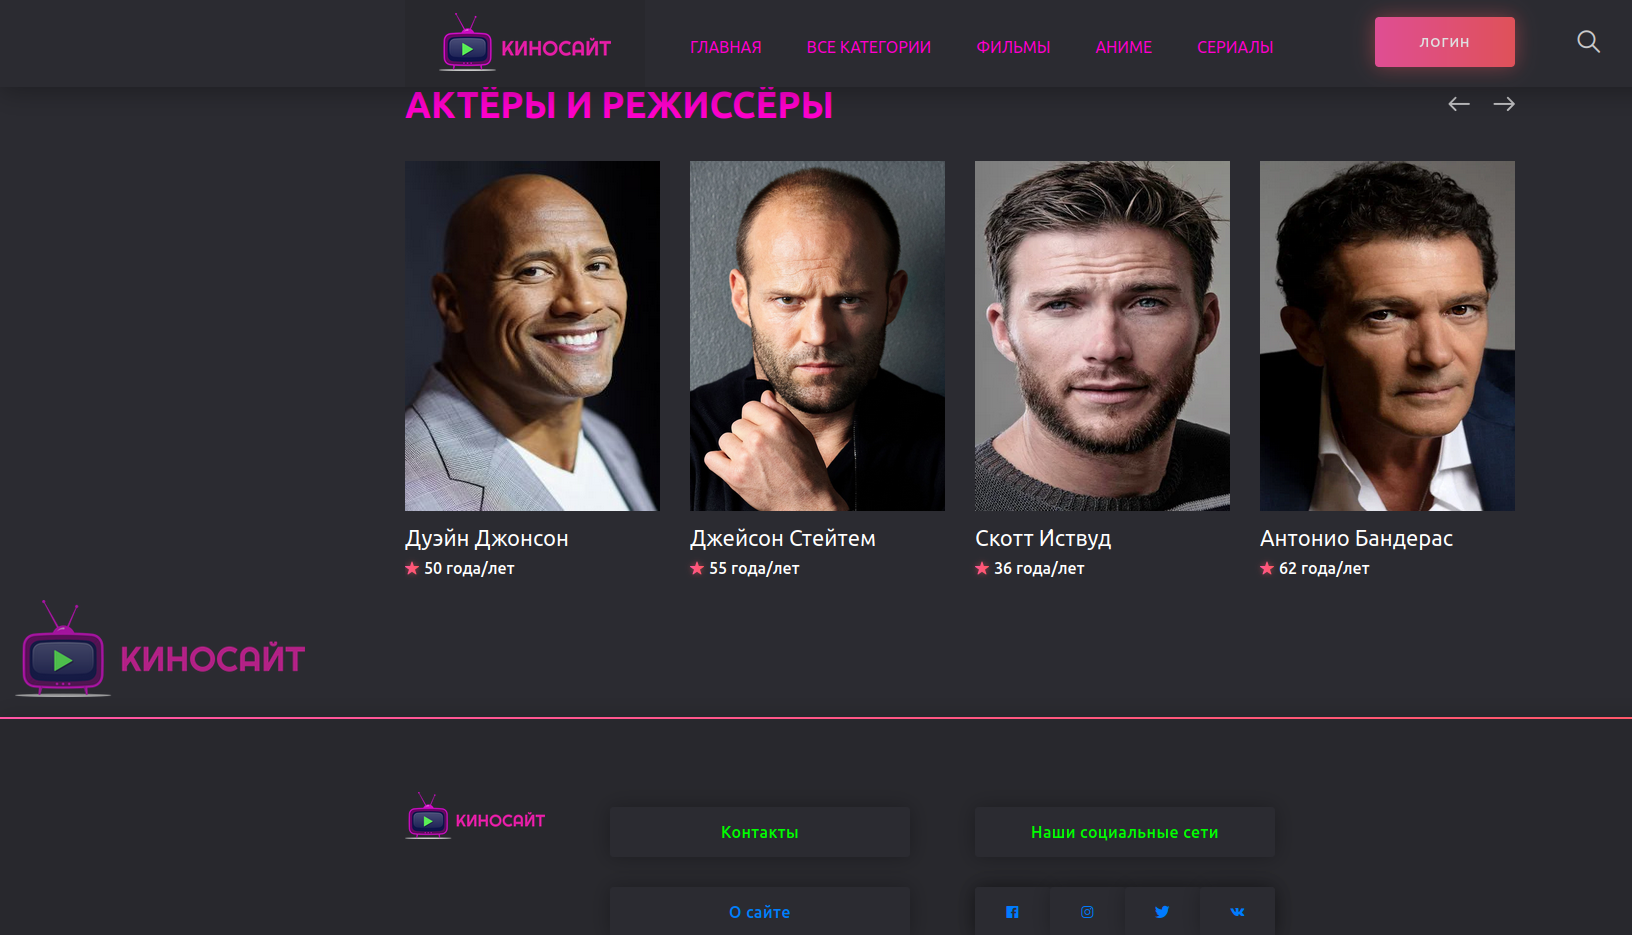 КИНОСАЙТ
ГЛАВНАЯ ВСЕ КАТЕГОРИИ ФИЛЬМЫ АНИМЕ СЕРИАЛЫ
ЛОГИН
АКТЁРЫ И РЕЖИССЁРЫ
Дуэйн Джонсон
50 года/лет
Джейсон Стейтем
55 года/лет
Скотт Иствуд
36 года/лет
Антонио Бандерас
62 года/лет
КИНОСАЙТ
КИНОСАЙТ
Контакты
Наши социальные сети
О сайте